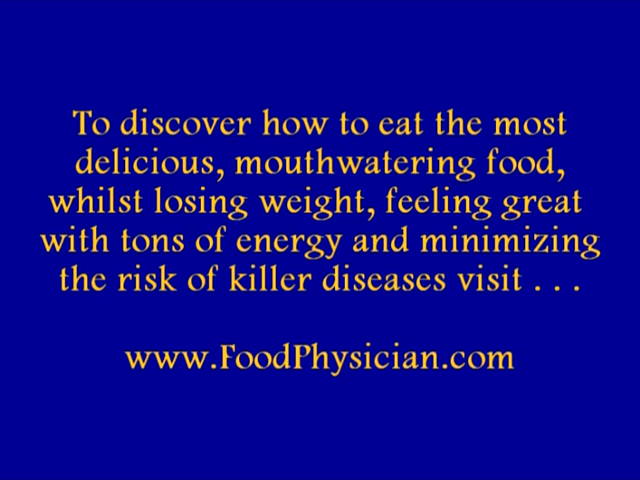 To discover how to eat the most
delicious, mouthwatering food,
whilst losing weight, feeling great
with tons of energy and minimizing
the risk of killer diseases visit . . .
www.FoodPhysician.com